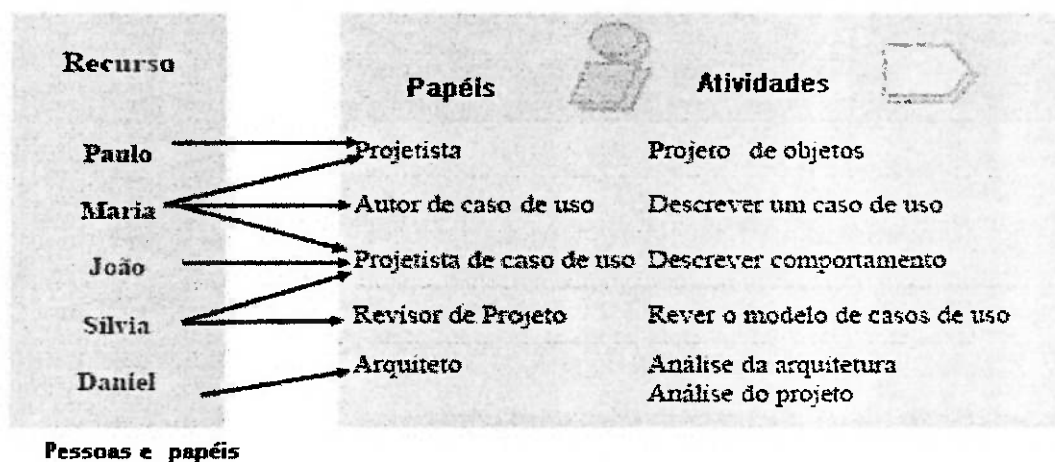 Recurso
Papéis Atividades
Paulo Projetista Projeto de objetos
Maria Autor de caso de uso Descrever um caso de uso
João Projetista de caso de uso Descrever comportamento
Sílvia Revisor de Projeto Rever o modelo de casos de uso
Daniel Arquiteto Análise da arquitetura
Análise do projeto
Pessoas e papéis